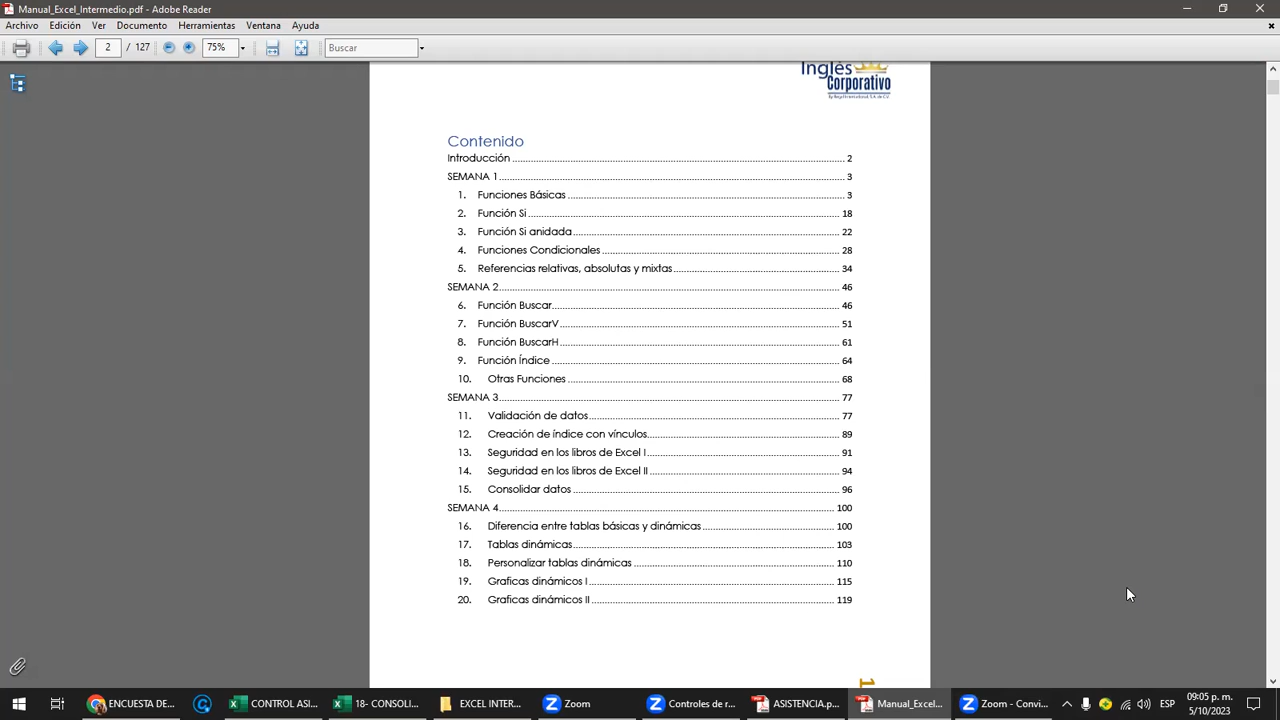 Manual_Excel_Intermedio.pdf - Adobe Reader
Archivo Edición Ver Documento Herramientas Ventana Ayuda
2 / 127 75% Buscar
Inglés
Corporativo
Contenido
Introducción 2
SEMANA 1 3
1. Funciones Básicas 3
2. Función Si 18
3. Función Si anidada 22
4. Funciones Condicionales 28
5. Referencias relativas, absolutas y mixtas 34
SEMANA 2 46
6. Función Buscar 46
7. Función BuscarV 51
8. Función BuscarH 61
9. Función Índice 64
10. Otras Funciones 68
SEMANA 3 77
11. Validación de datos 77
12. Creación de índice con vínculos 89
13. Seguridad en los libros de Excel I 91
14. Seguridad en los libros de Excel II 94
15. Consolidar datos 96
SEMANA 4 100
16. Diferencia entre tablas básicas y dinámicas 100
17. Tablas dinámicas 103
18. Personalizar tablas dinámicas 110
19. Graficas dinámicos I 115
20. Graficas dinámicos II 119
1
ENCUESTA DE... CONTROL ASI... 18- CONSOLI... EXCEL INTER... Zoom Controles de r... ASISTENCIA.p... Manual_Excel... Zoom - Convi... ESP 09:05 p. m.
5/10/2023